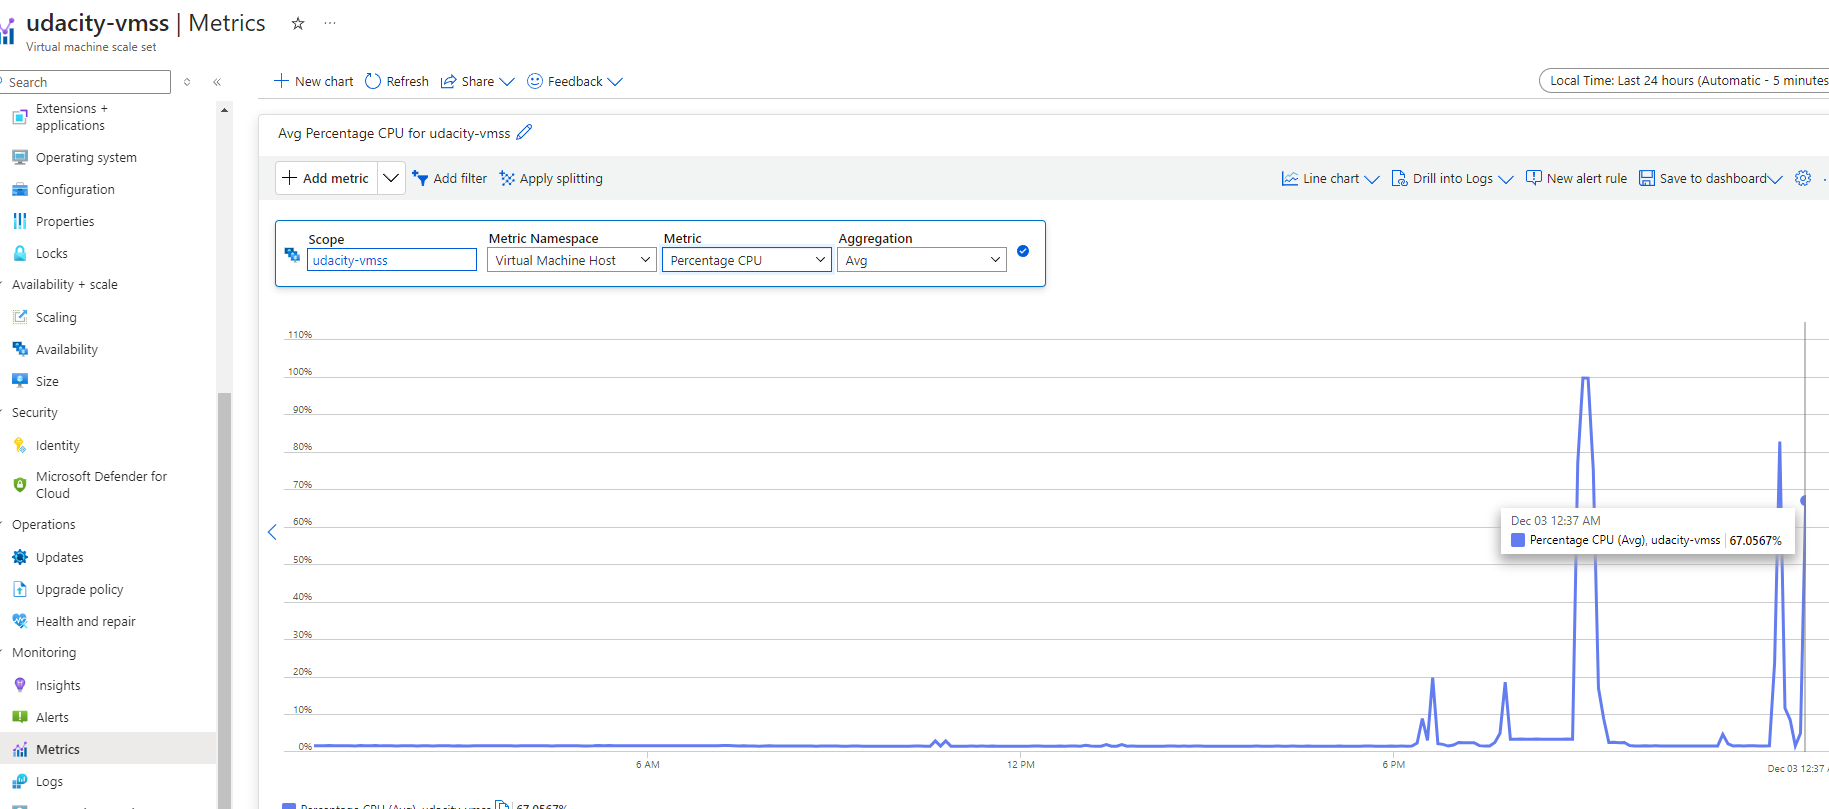 udacity-vmss | Metrics
Virtual machine scale set
Search
Extensions +
applications
Operating system
Configuration
Properties
Locks
Availability + scale
Scaling
Availability
Size
Security
Identity
Microsoft Defender for
Cloud
Operations
Updates
Upgrade policy
Health and repair
Monitoring
Insights
Alerts
Metrics
Logs
New chart
Refresh
Share
Feedback
Local Time: Last 24 hours (Automatic - 5 minutes
Avg Percentage CPU for udacity-vmss
Add metric
Add filter
Apply splitting
Line chart
Drill into Logs
New alert rule
Save to dashboard
Scope
udacity-vmss
Metric Namespace
Virtual Machine Host
Metric
Percentage CPU
Aggregation
Avg
110%
100%
90%
80%
70%
60%
50%
40%
30%
20%
10%
0%
Dec 03 12:37 AM
Percentage CPU (Avg), udacity-vmss | 67.0567%
6 AM
12 PM
6 PM
Dec 03 12:37
Percentage CPU (Avg), udacity-vmss | 67.0567%